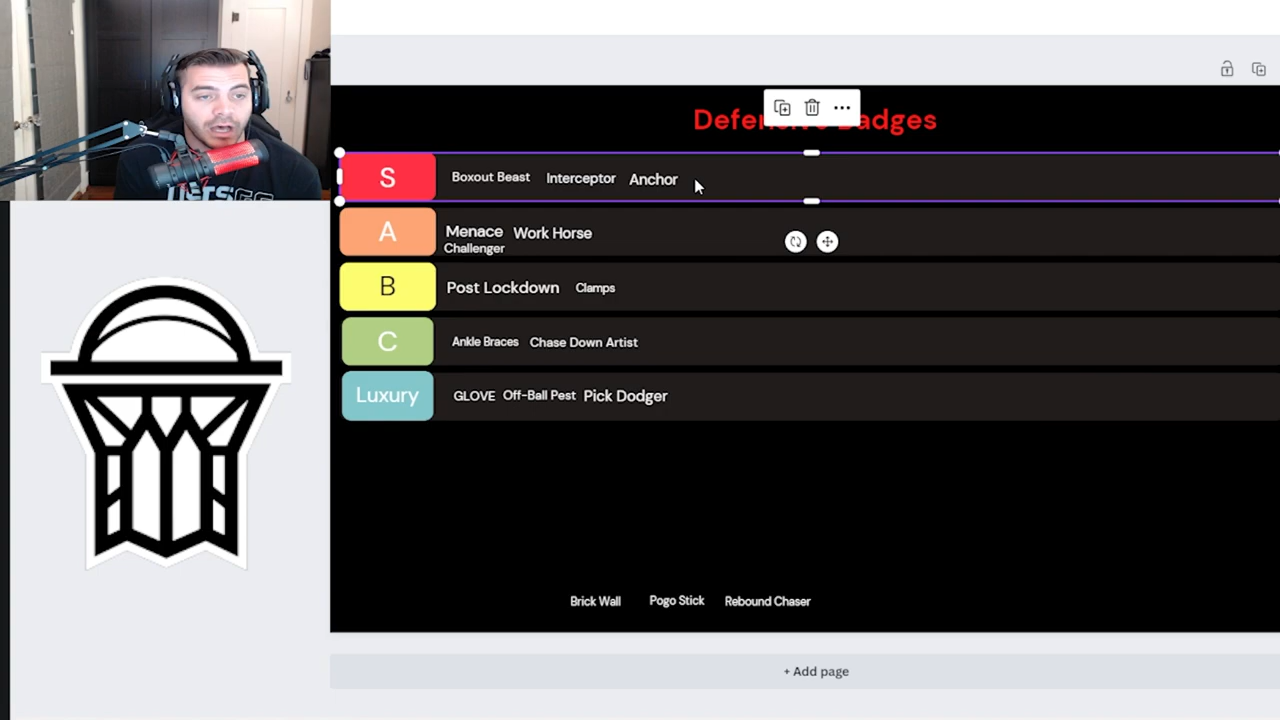 Defensive Badges
S Boxout Beast Interceptor Anchor
A Menace Work Horse
Challenger
B Post Lockdown Clamps
C Ankle Braces Chase Down Artist
Luxury GLOVE Off-Ball Pest Pick Dodger
Brick Wall Pogo Stick Rebound Chaser
+ Add page